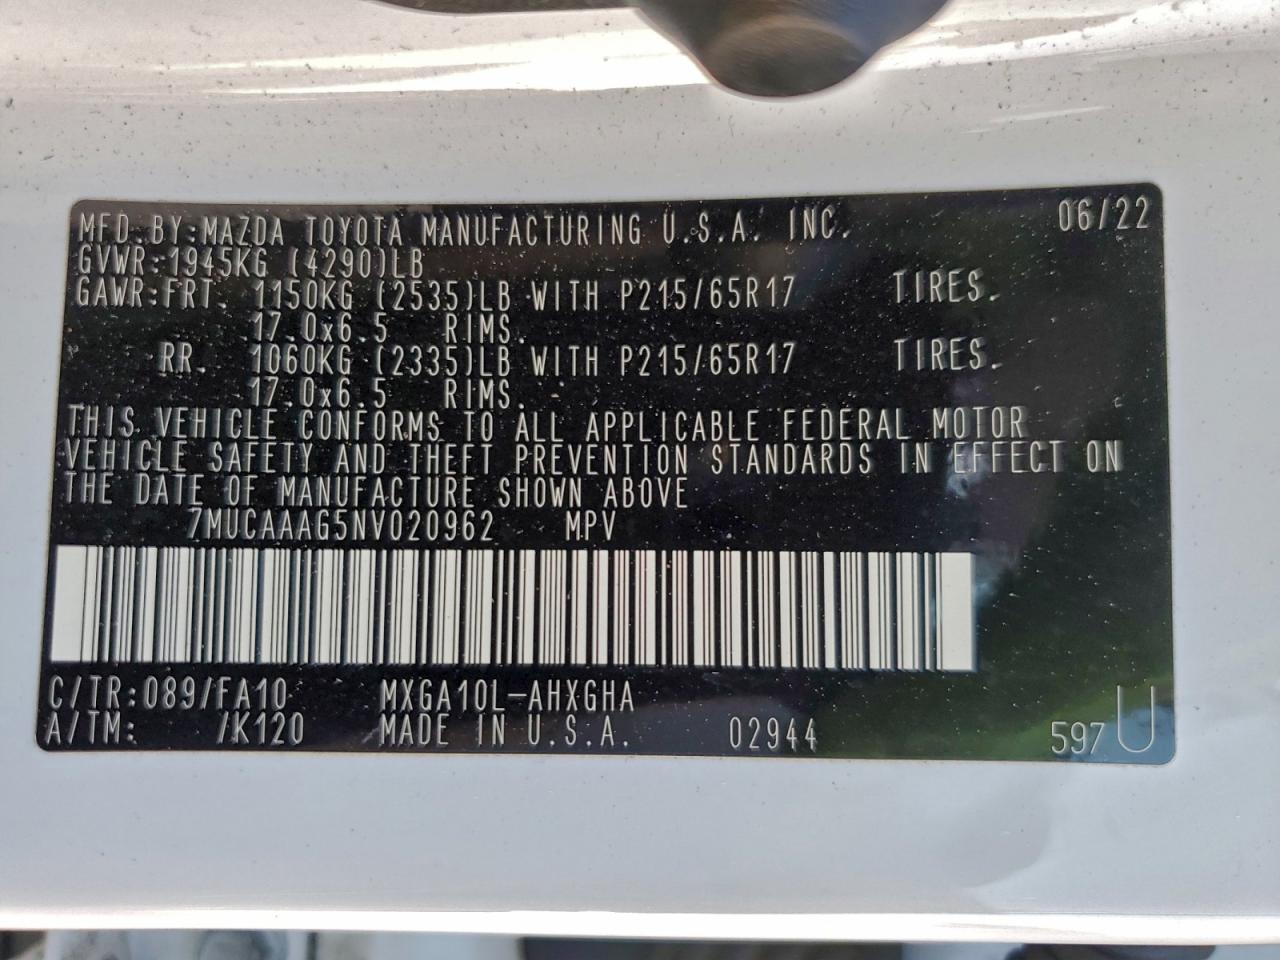 MFD. BY: MAZDA TOYOTA MANUFACTURING U.S.A. INC. 06/22
GVWR: 1945KG (4290)LB
GAWR: FRT. 1150KG (2535)LB WITH P215/65R17 TIRES.
17.0x6.5 RIMS.
RR. 1060KG (2335)LB WITH P215/65R17 TIRES.
17.0x6.5 RIMS.
THIS VEHICLE CONFORMS TO ALL APPLICABLE FEDERAL MOTOR
VEHICLE SAFETY AND THEFT PREVENTION STANDARDS IN EFFECT ON
THE DATE OF MANUFACTURE SHOWN ABOVE
7MUCAAAG5NV020962 MPV
C/TR: 089/FA10 MXGA10L-AHXGHA
A/TM: /K120 MADE IN U.S.A. 02944 597 U